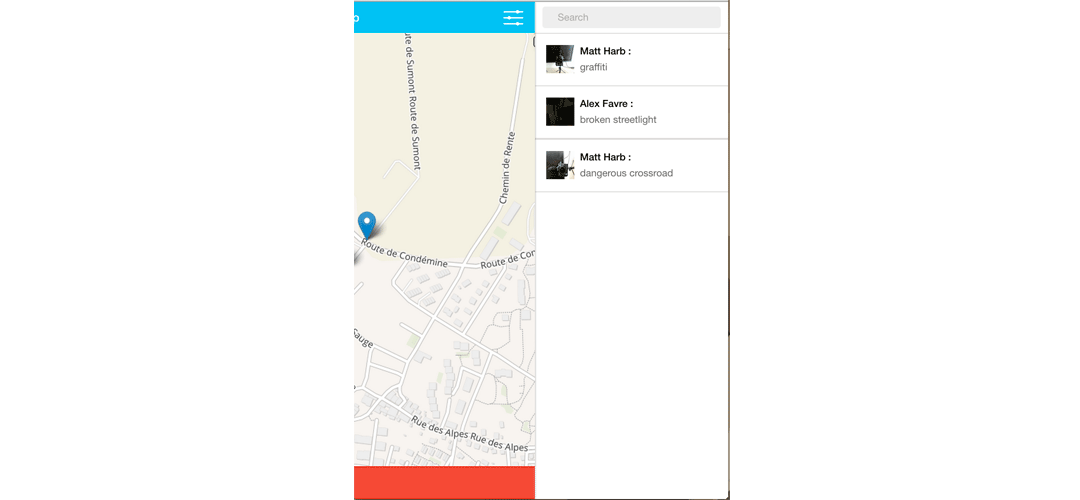 o
Search
Matt Harb :
graffiti
Alex Favre :
broken streetlight
Matt Harb :
dangerous crossroad
Route de Sumont Route de Sumont
Chemin de Rente
Route de Condémine
Route de Con
Sauge
Rue des Alpes Rue des Alpes